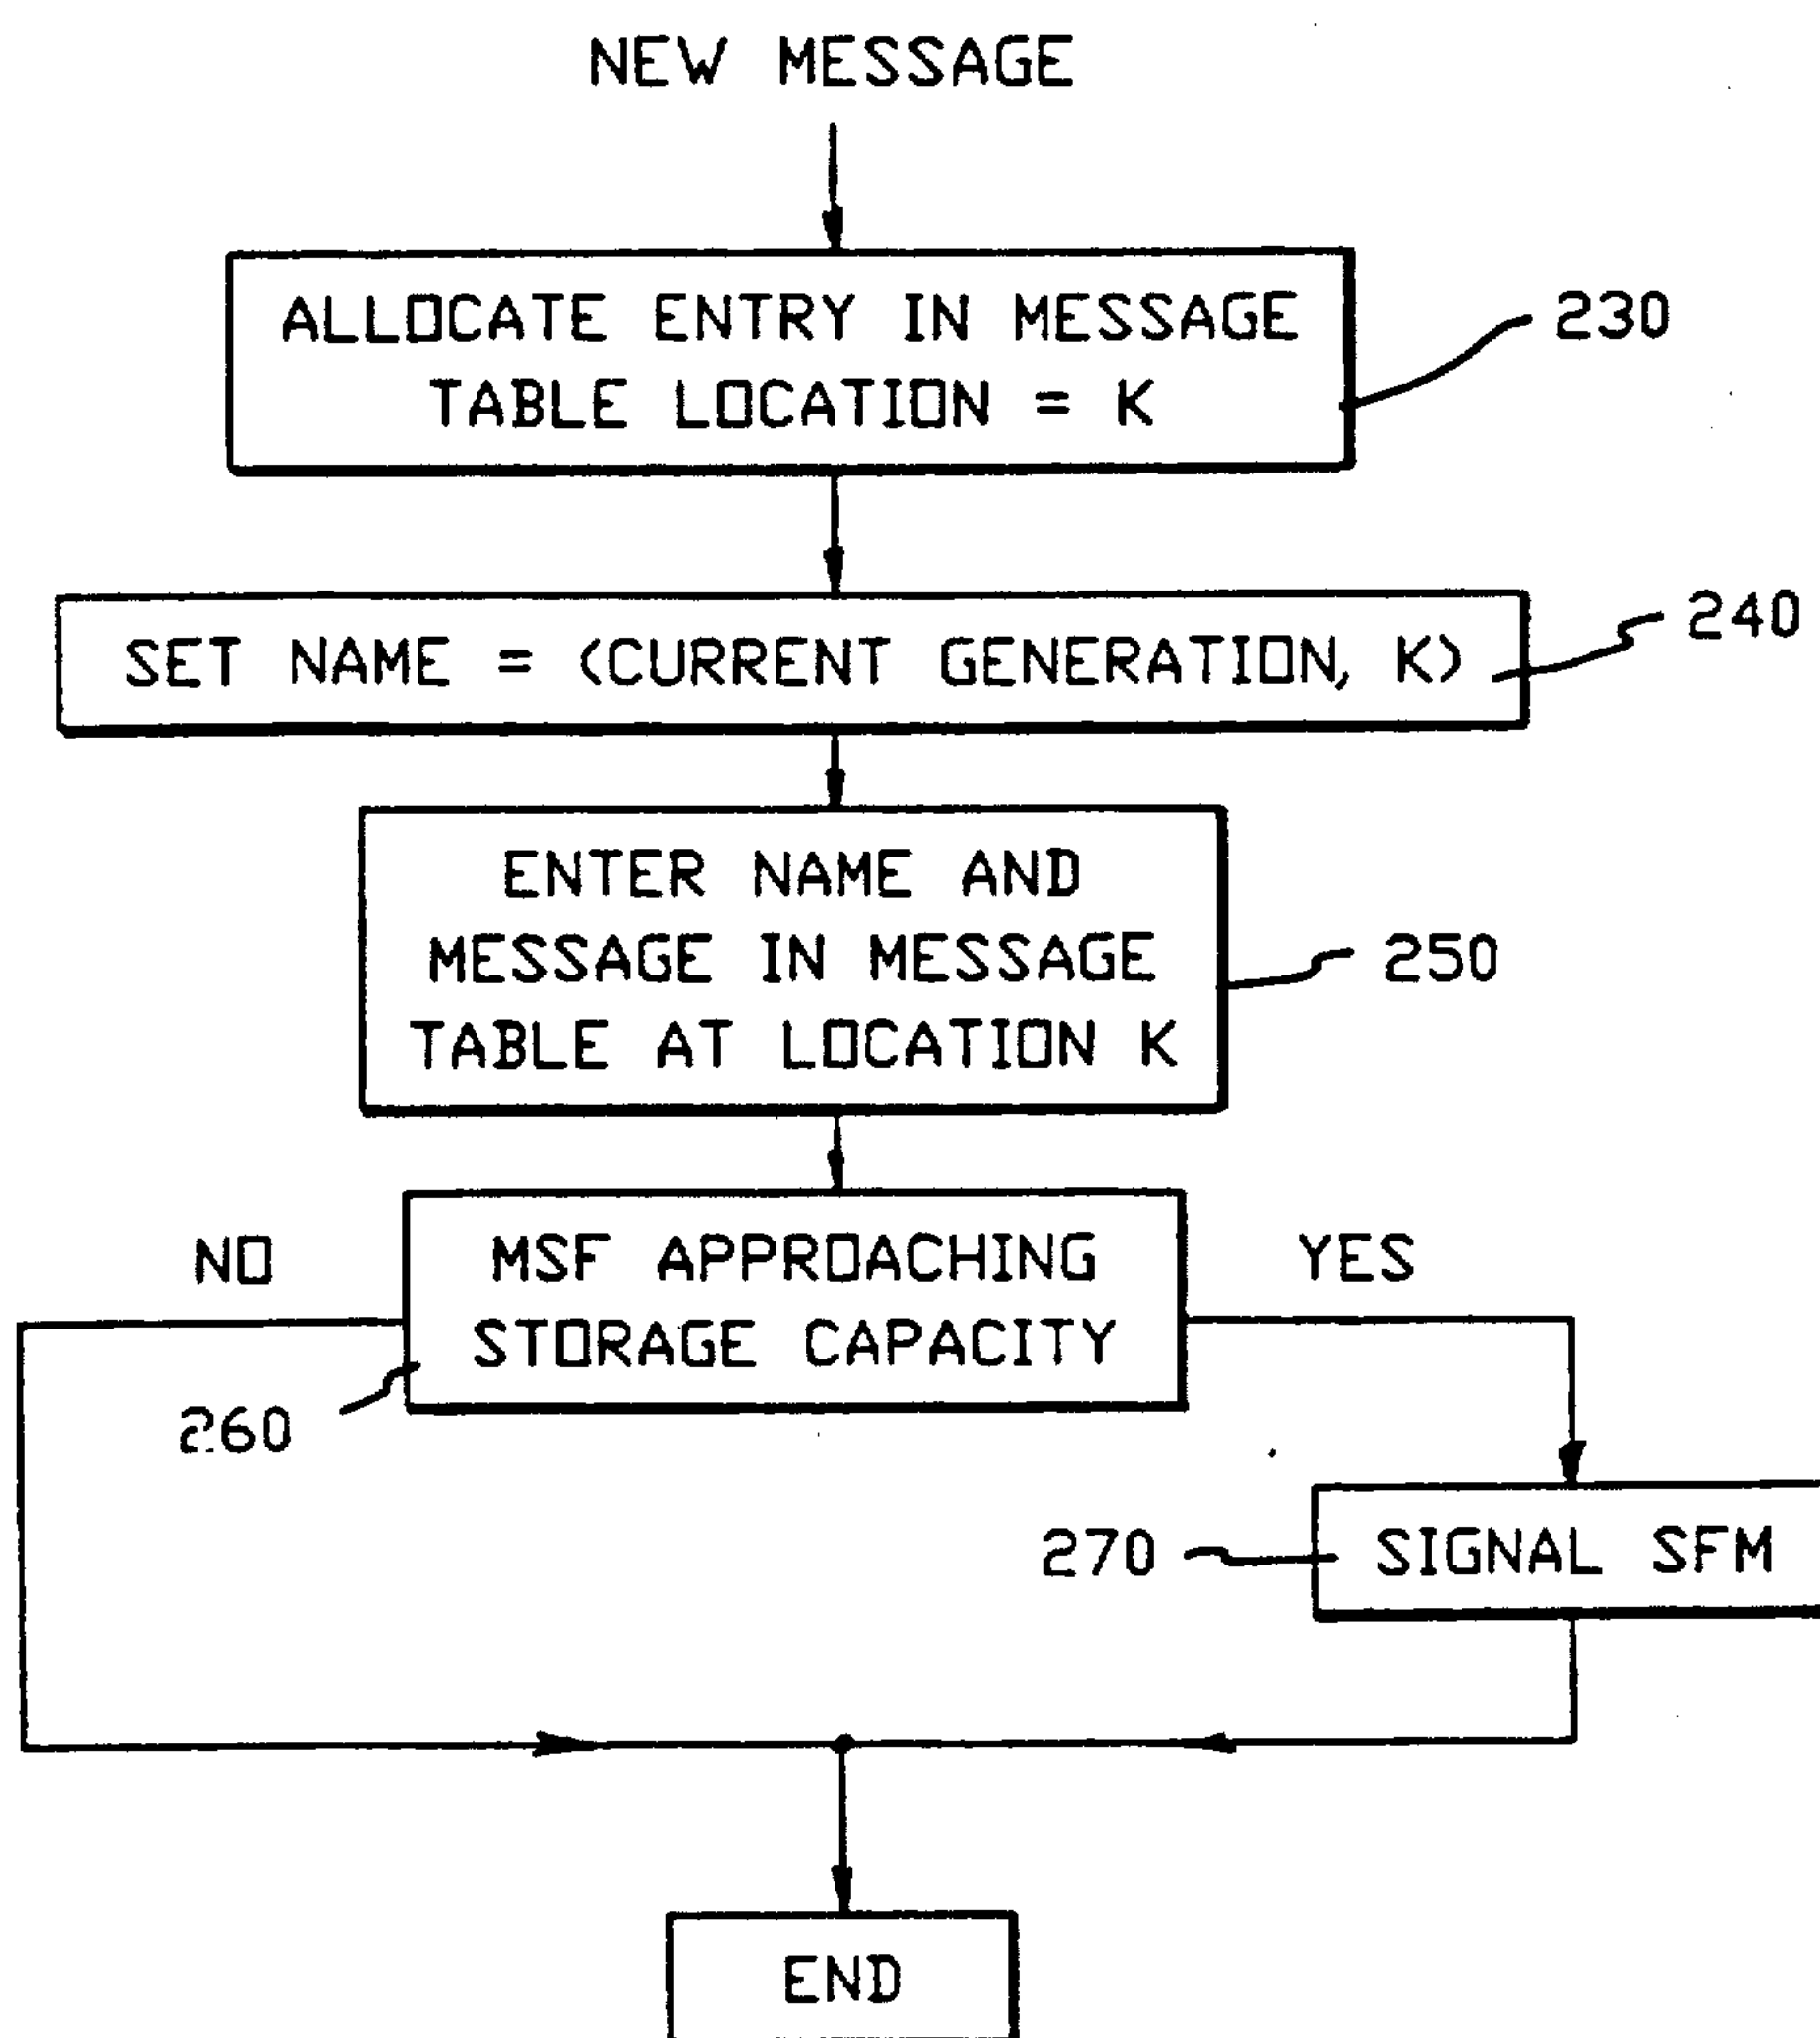 NEW MESSAGE
ALLOCATE ENTRY IN MESSAGE
TABLE LOCATION = K
230
SET NAME = (CURRENT GENERATION, K)
240
ENTER NAME AND
MESSAGE IN MESSAGE
TABLE AT LOCATION K
250
NO
MSF APPROACHING
STORAGE CAPACITY
YES
260
270
SIGNAL SFM
END